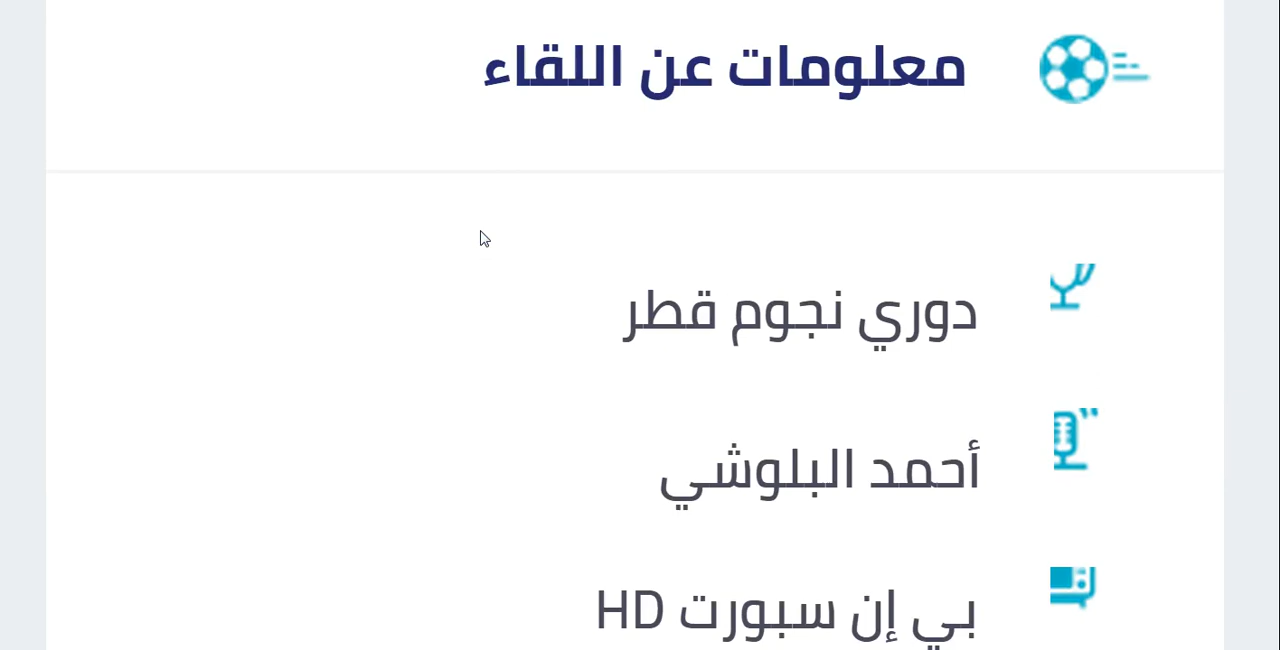 معلومات عن اللقاء
دوري نجوم قطر
أحمد البلوشي
بي إن سبورت HD